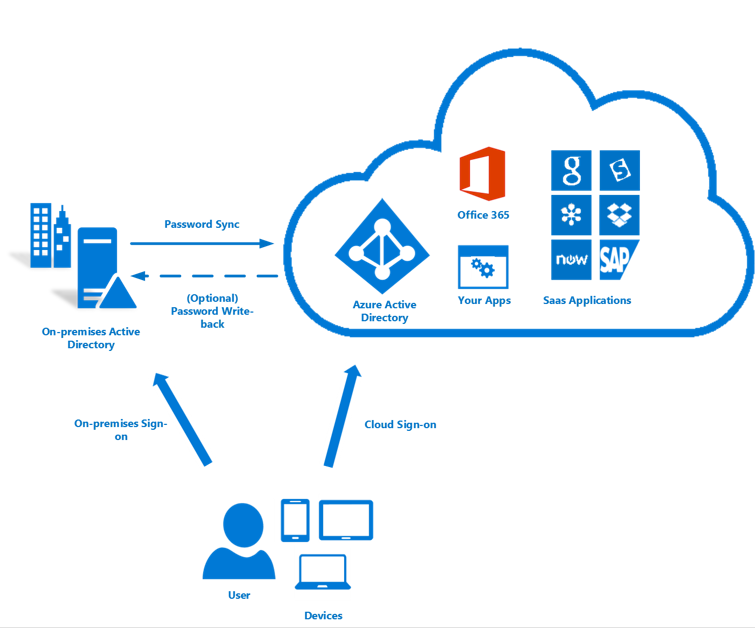 Office 365
Password Sync
(Optional)
Password Write-
back
On-premises Active
Directory
Azure Active
Directory
Your Apps
now
SAP
g
Saas Applications
On-premises Sign-
on
Cloud Sign-on
User
Devices